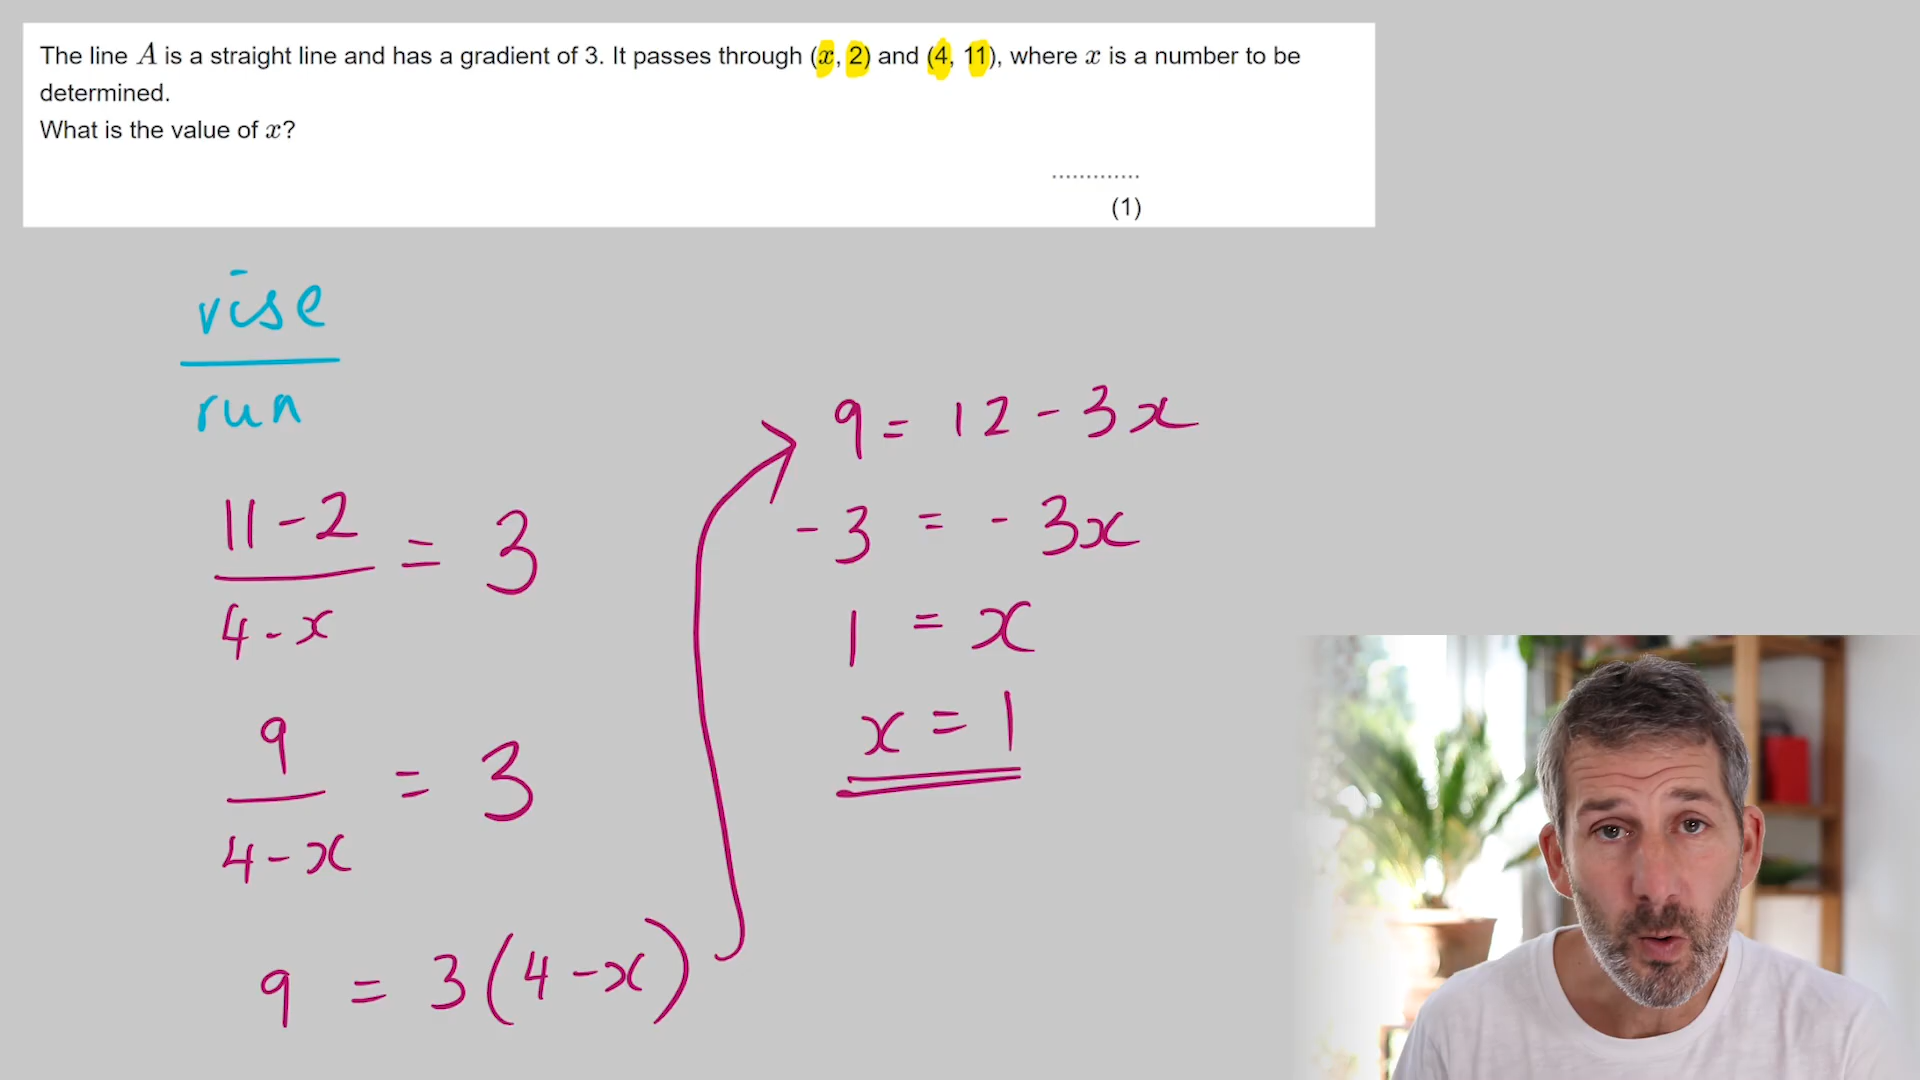 The line A is a straight line and has a gradient of 3. It passes through (x, 2) and (4, 11), where x is a number to be
determined.
What is the value of x?
.............
(1)
rise
run
11-2
4-x
= 3
9
4-x
= 3
9 = 3(4-x)
9 = 12 - 3x
-3 = -3x
1 = x
x = 1